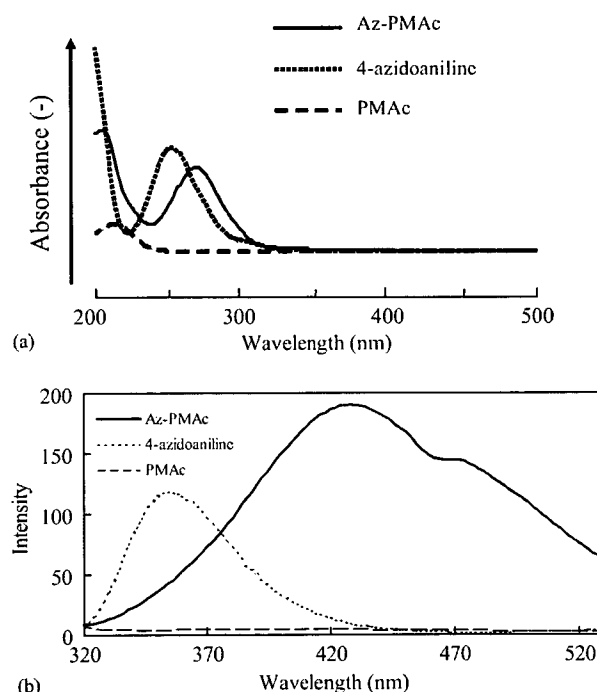 Az-PMAc
4-azidoaniline
PMAc
Absorbance (-)
200 300 400 500
(a) Wavelength (nm)
200
150
100
50
0
Intensity
Az-PMAc
4-azidoaniline
PMAc
320 370 420 470 520
(b) Wavelength (nm)